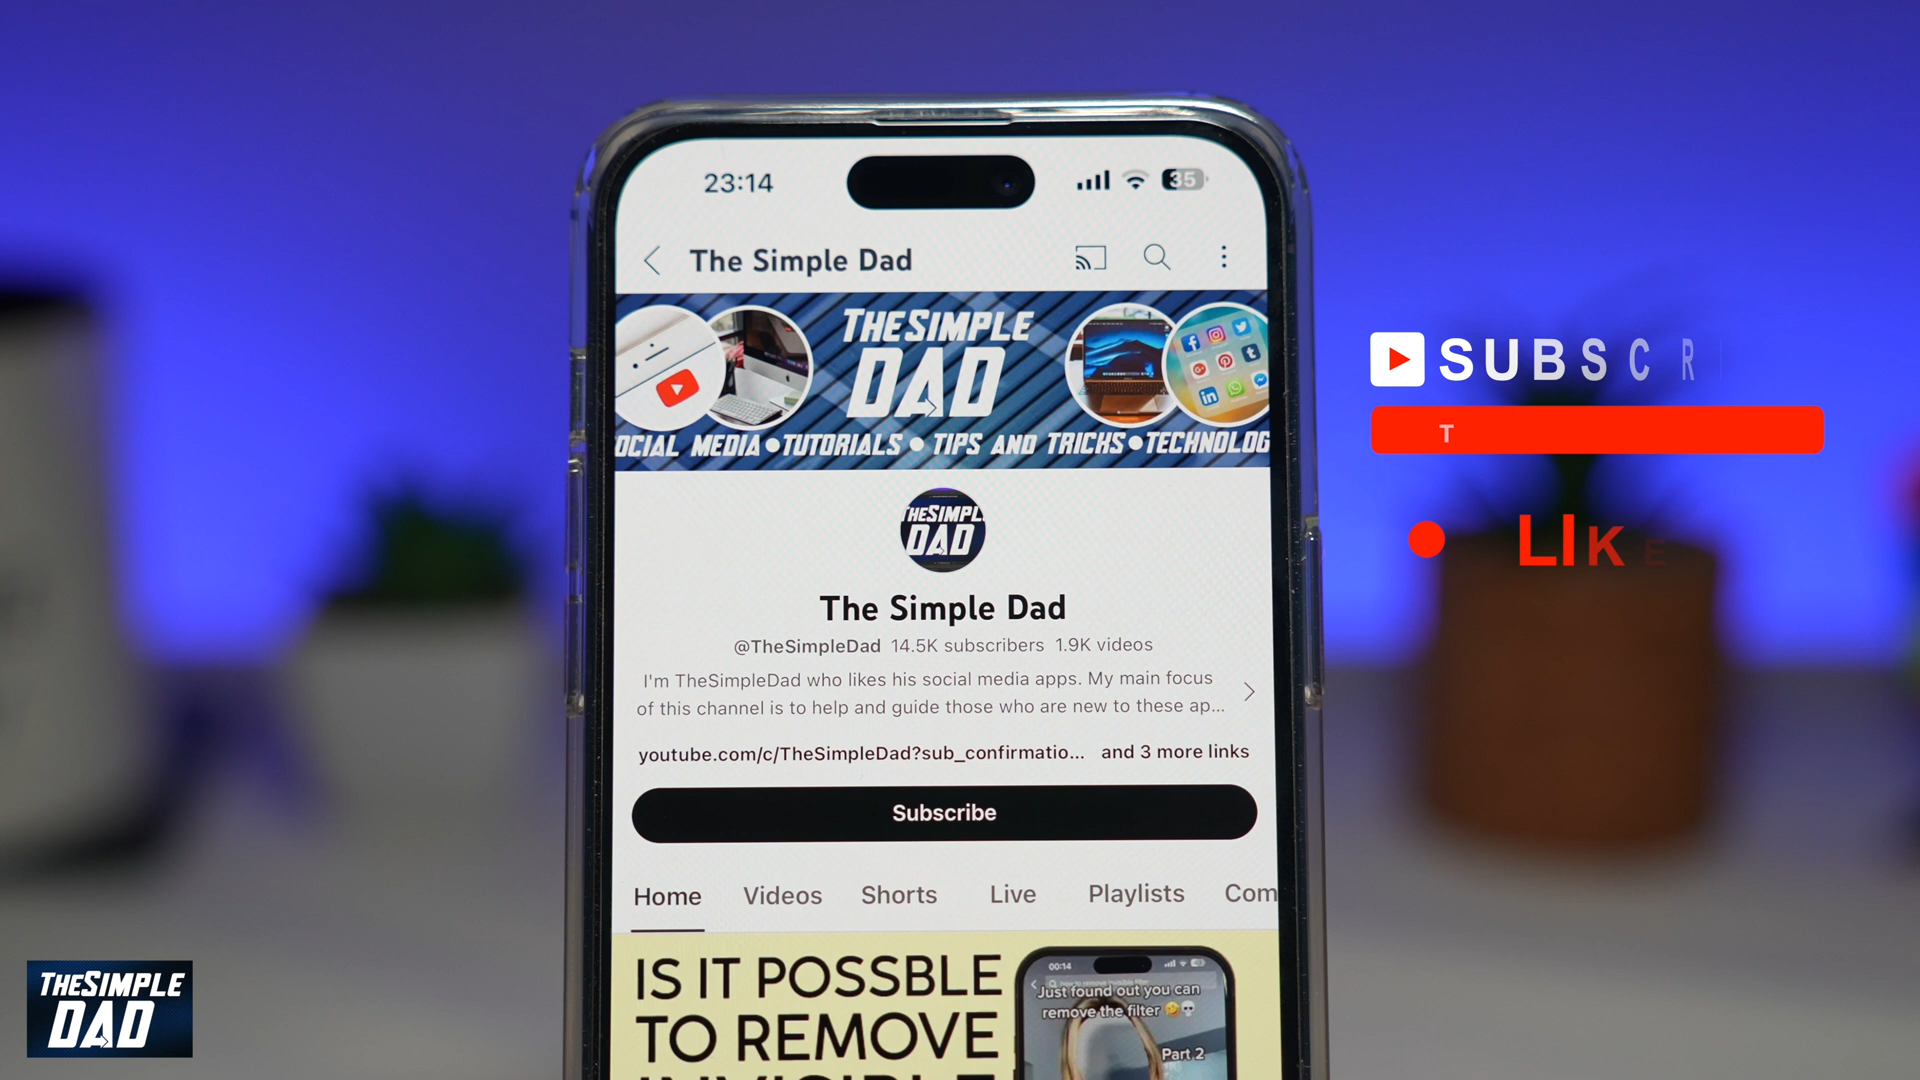 23:14
35
The Simple Dad
THESIMPLE
DAD
OCIAL MEDIA●TUTORIALS ● TIPS AND TRICKS●TECHNOLOG
HESIMPL
DAD
The Simple Dad
@TheSimpleDad 14.5K subscribers 1.9K videos
I'm TheSimpleDad who likes his social media apps. My main focus
of this channel is to help and guide those who are new to these ap...
youtube.com/c/TheSimpleDad?sub_confirmatio... and 3 more links
Subscribe
Home Videos Shorts Live Playlists Com
IS IT POSSBLE
TO REMOVE
INVISIBLE
00:14
Just found out you can
remove the filter 🤣💀
Part 2
SUBSCRI
T
LIKE
THESIMPLE
DAD